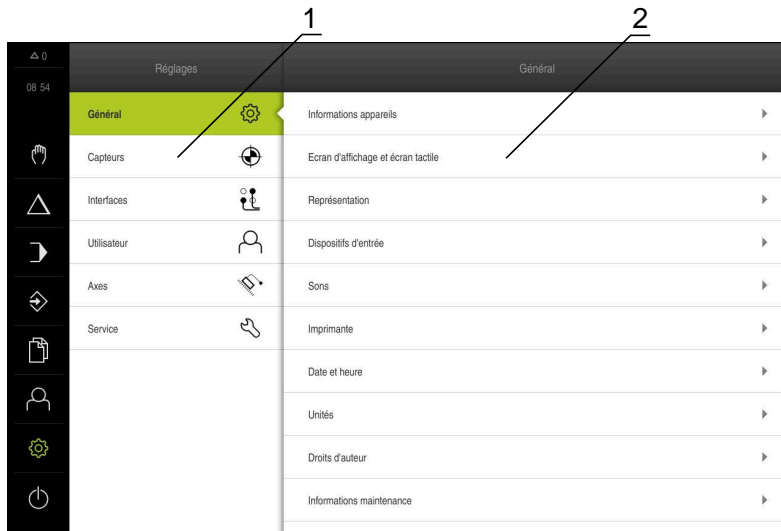 1
2
0
08 54
Réglages
Général
Général
Capteurs
Interfaces
Utilisateur
Axes
Service
Informations appareils
Ecran d'affichage et écran tactile
Représentation
Dispositifs d'entrée
Sons
Imprimante
Date et heure
Unités
Droits d'auteur
Informations maintenance